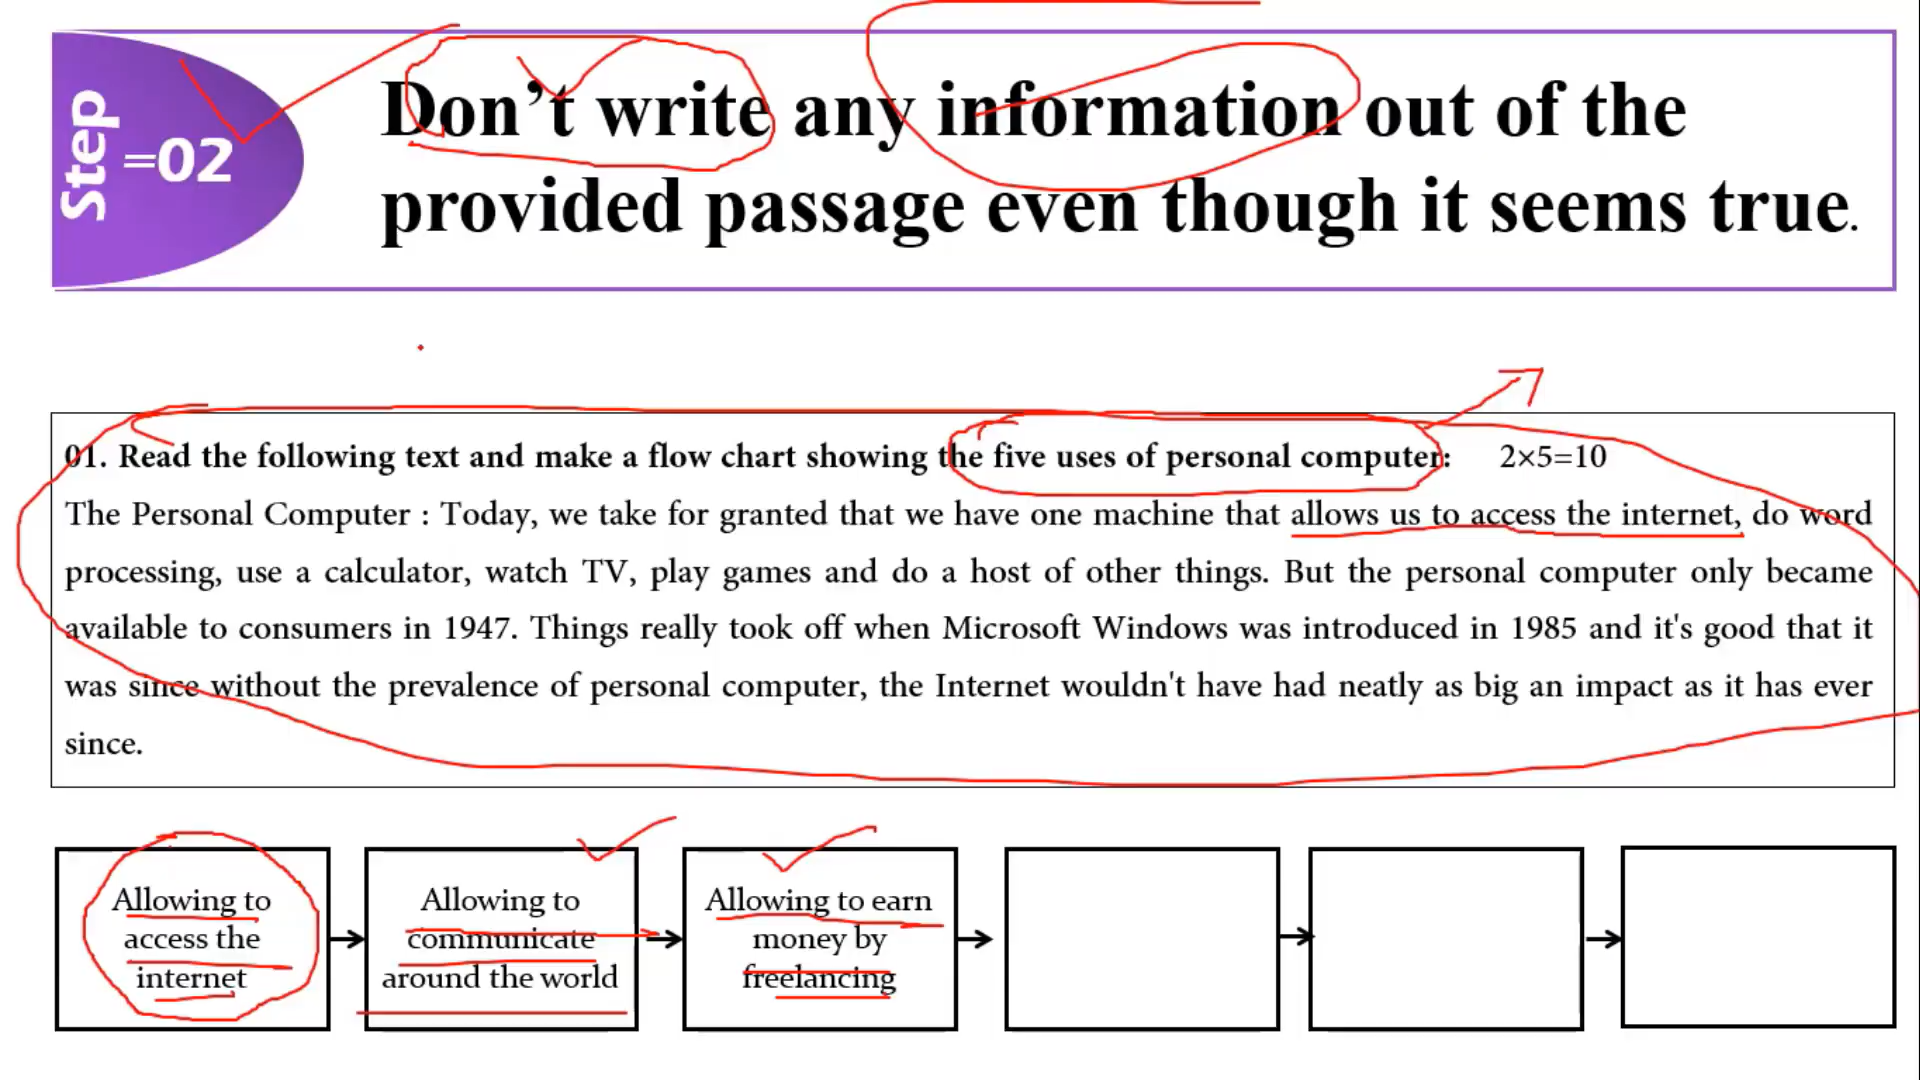 Step
=02
Don't write any information out of the
provided passage even though it seems true.
01. Read the following text and make a flow chart showing the five uses of personal computer: 2×5=10
The Personal Computer : Today, we take for granted that we have one machine that allows us to access the internet, do word
processing, use a calculator, watch TV, play games and do a host of other things. But the personal computer only became
available to consumers in 1947. Things really took off when Microsoft Windows was introduced in 1985 and it's good that it
was since without the prevalence of personal computer, the Internet wouldn't have had neatly as big an impact as it has ever
since.
Allowing to
access the
internet
Allowing to
communicate
around the world
Allowing to earn
money by
freelancing